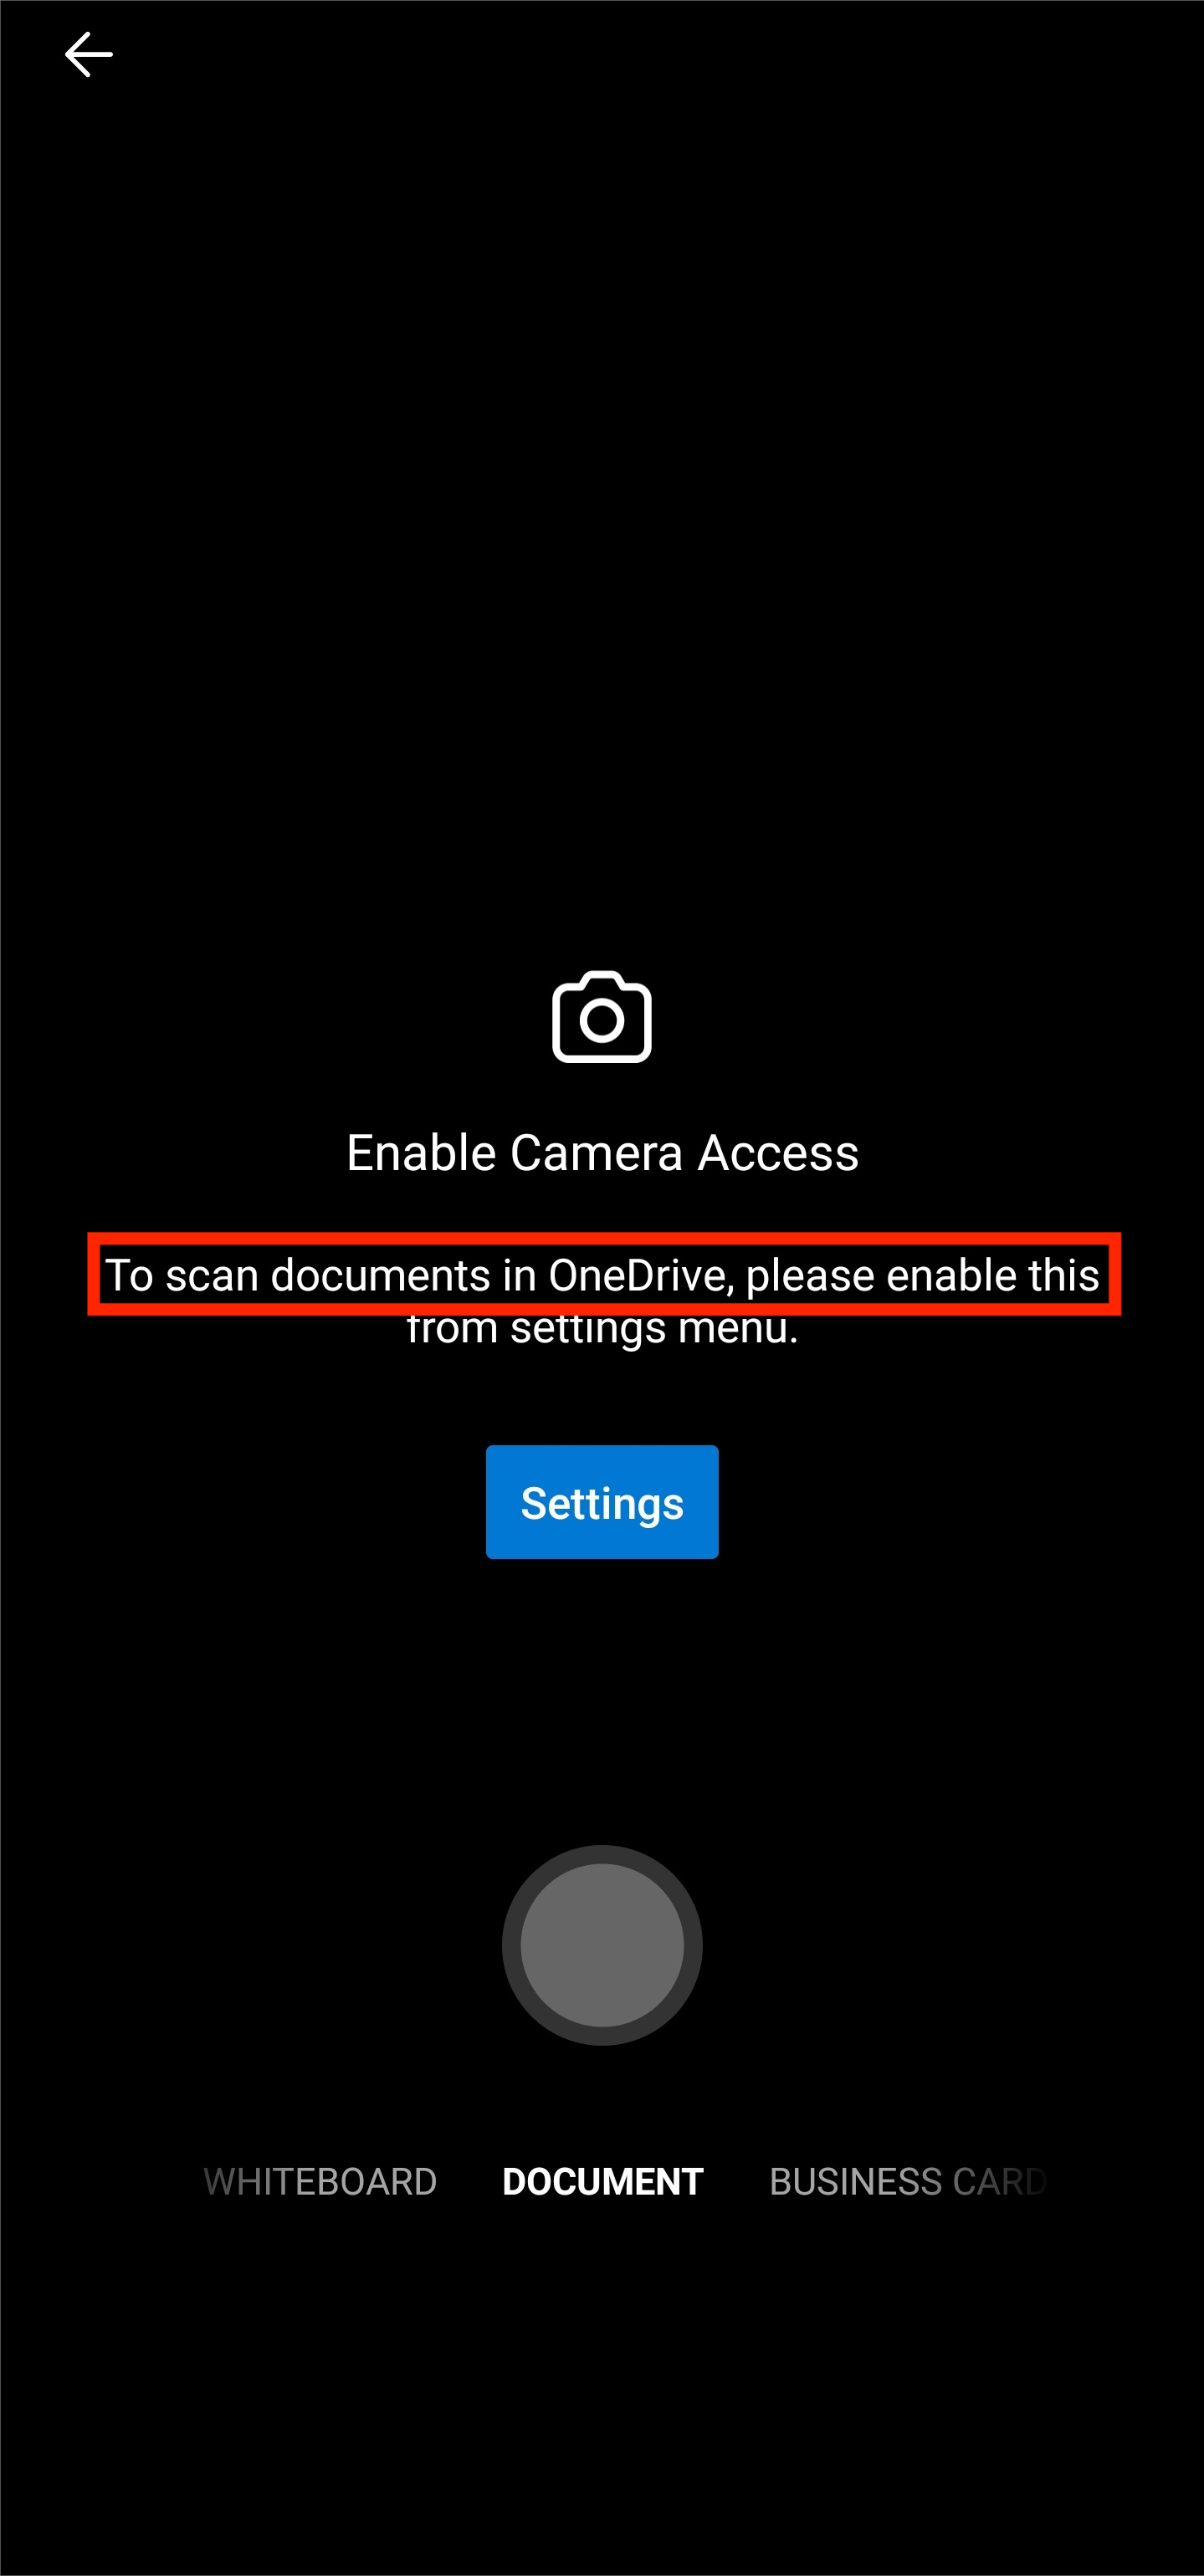 Enable Camera Access
To scan documents in OneDrive, please enable this
from settings menu.
Settings
WHITEBOARD DOCUMENT BUSINESS CARD